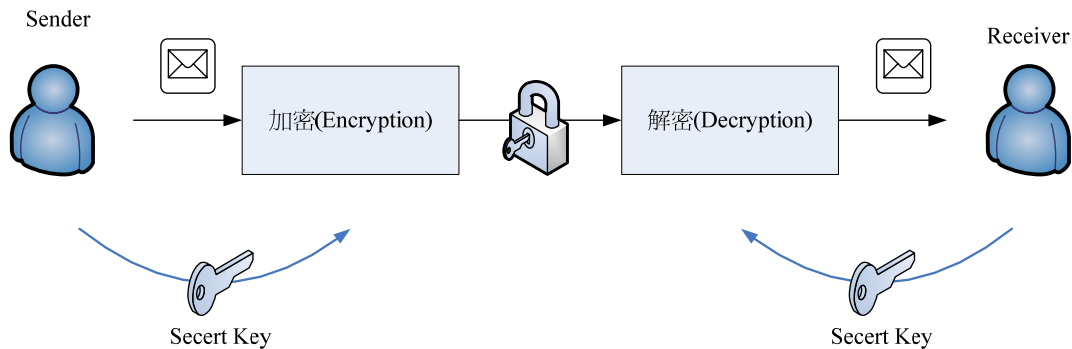 Sender
Receiver
加密(Encryption)
解密(Decryption)
Secert Key
Secert Key